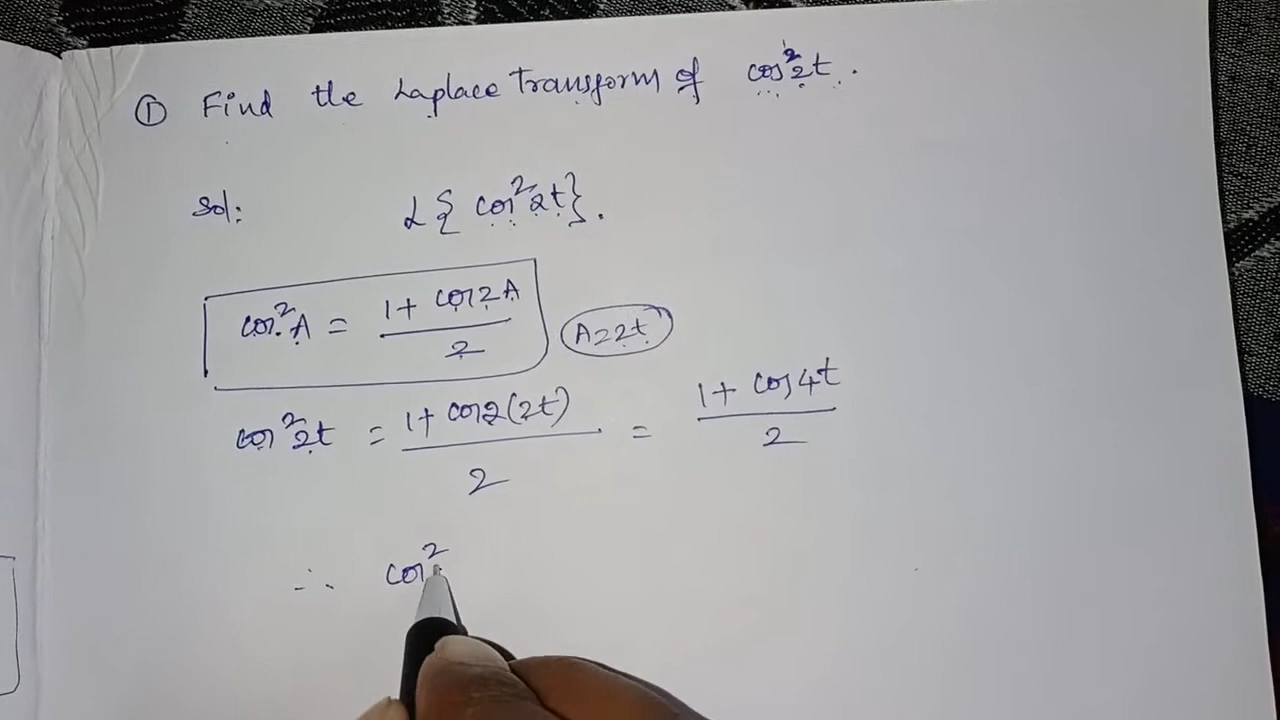 ① Find the Laplace Transform of cos²2t.
Sol: L{cos²2t}.
cos²A = (1 + cos2A)/2 A=2t
cos²2t = (1 + cos2(2t))/2 = (1 + cos4t)/2
∴ cos²